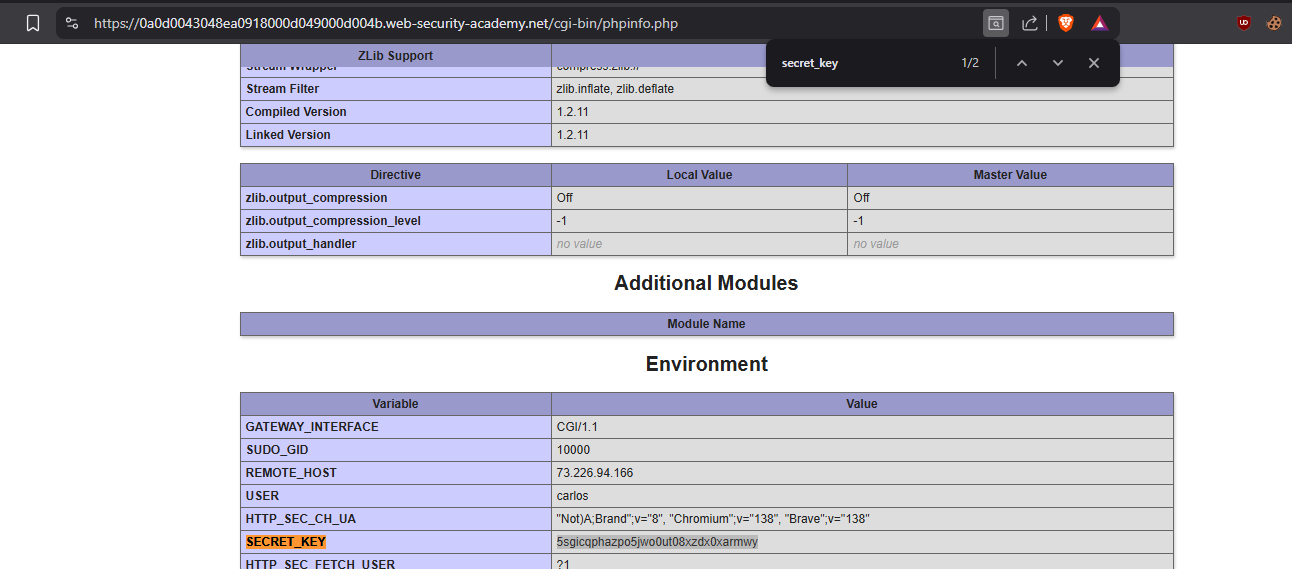 https://0a0d0043048ea0918000d049000d004b.web-security-academy.net/cgi-bin/phpinfo.php
secret_key 1/2
ZLib Support
Stream Wrapper compress.zlib://
Stream Filter zlib.inflate, zlib.deflate
Compiled Version 1.2.11
Linked Version 1.2.11
Directive Local Value Master Value
zlib.output_compression Off Off
zlib.output_compression_level -1 -1
zlib.output_handler no value no value
Additional Modules
Module Name
Environment
Variable Value
GATEWAY_INTERFACE CGI/1.1
SUDO_GID 10000
REMOTE_HOST 73.226.94.166
USER carlos
HTTP_SEC_CH_UA "Not)A;Brand";v="8", "Chromium";v="138", "Brave";v="138"
SECRET_KEY 5sgicqphazpo5jwo0ut08xzdx0xarmwy
HTTP_SEC_FETCH_USER ?1